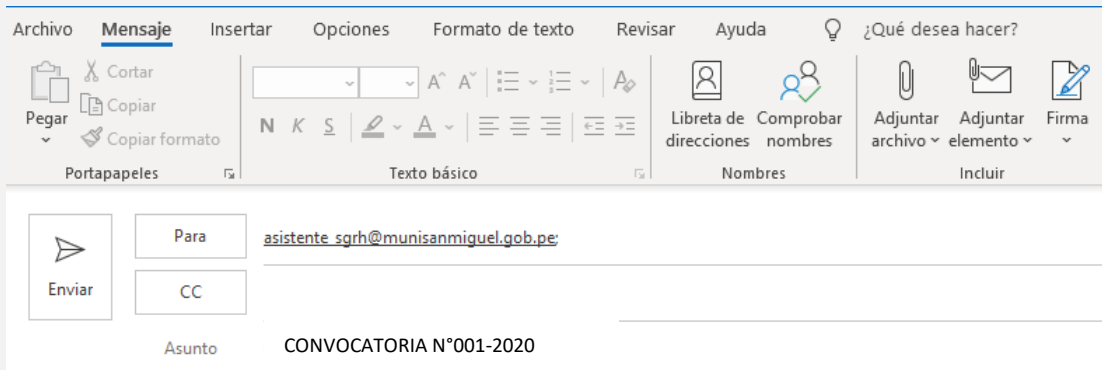 Archivo Mensaje Insertar Opciones Formato de texto Revisar Ayuda ¿Qué desea hacer?
Pegar
Cortar
Copiar
Copiar formato
Portapapeles
N K S A
Texto básico
Libreta de direcciones
Comprobar nombres
Nombres
Adjuntar archivo
Adjuntar elemento
Firma
Incluir
Enviar
Para asistente_sgrh@munisanmiguel.gob.pe;
CC
Asunto CONVOCATORIA N°001-2020